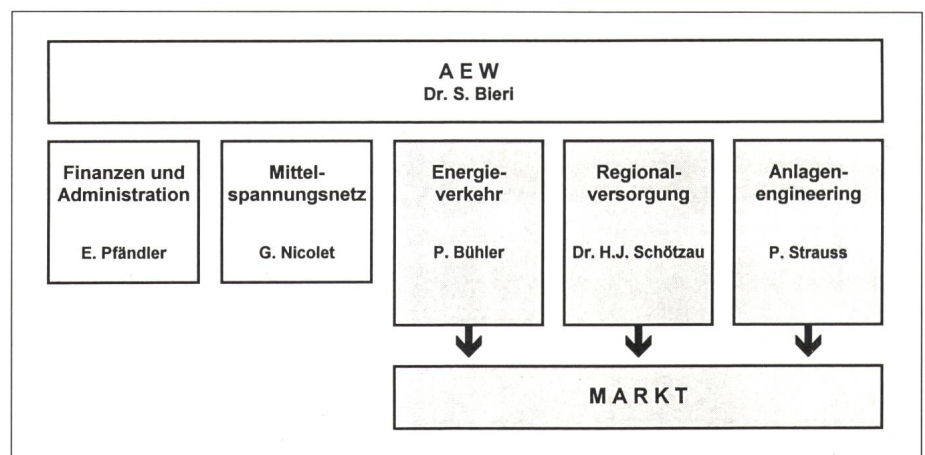 A E W
Dr. S. Bieri
Finanzen und
Administration
E. Pfändler
Mittel-
spannungsnetz
G. Nicolet
Energie-
verkehr
P. Bühler
Regional-
versorgung
Dr. H.J. Schötzau
Anlagen-
engineering
P. Strauss
M A R K T